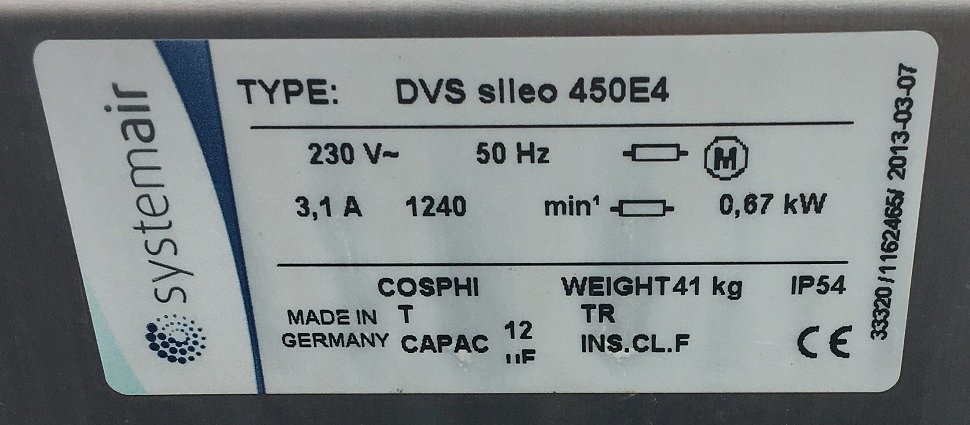 systemair
TYPE: DVS sileo 450E4
230 V~ 50 Hz M
3,1 A 1240 min¹ 0,67 kW
COSPHI WEIGHT 41 kg IP54
MADE IN T TR
GERMANY CAPAC 12 µF INS.CL.F CE
33320/1162465/ 2013-03-07